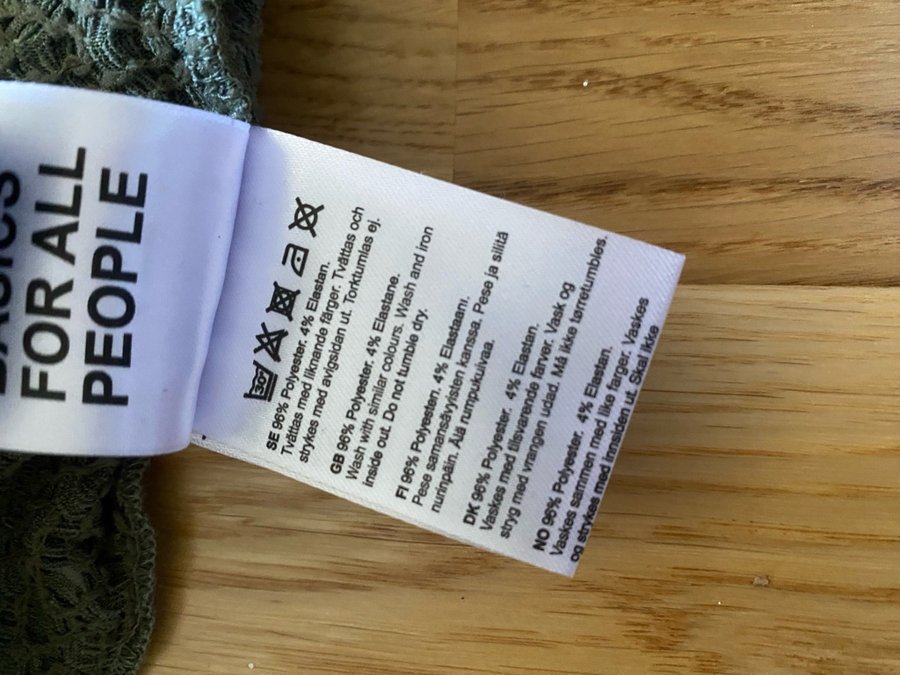 FOR ALL
PEOPLE
30°
SE 96% Polyester. 4% Elastan.
Tvättas med liknande färger. Tvättas och
strykes med avigsidan ut. Torktumlas ej.
GB 96% Polyester. 4% Elastane.
Wash with similar colours. Wash and iron
inside out. Do not tumble dry.
FI 96% Polyesteri. 4% Elastaani.
Pese samansävyisten kanssa. Pese ja silitä
nurinpäin. Älä rumpukuivaa.
DK 96% Polyester. 4% Elastan.
Vaskes med tilsvarende farver. Vask og
stryg med vrangen udad. Må ikke tørretumbles.
NO 96% Polyester. 4% Elastan.
Vaskes sammen med like farger. Vaskes
og strykes med innsiden ut. Skal ikke